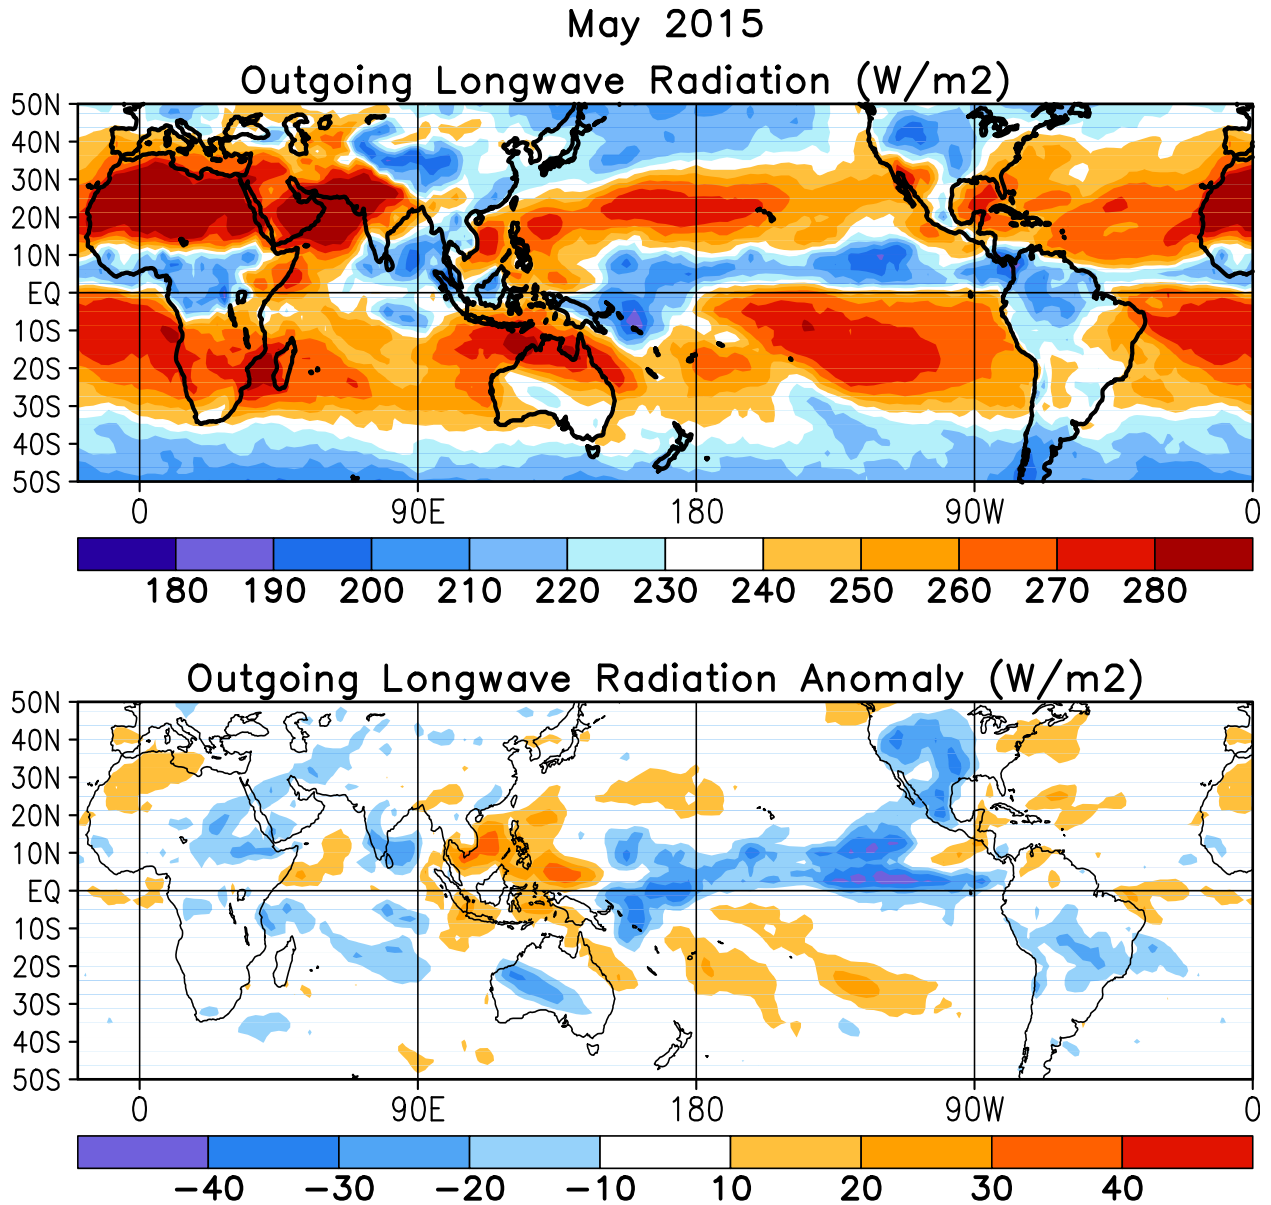 May 2015
Outgoing Longwave Radiation (W/m2)
50N
40N
30N
20N
10N
EQ
10S
20S
30S
40S
50S
0 90E 180 90W 0
180 190 200 210 220 230 240 250 260 270 280
Outgoing Longwave Radiation Anomaly (W/m2)
50N
40N
30N
20N
10N
EQ
10S
20S
30S
40S
50S
0 90E 180 90W 0
−40 −30 −20 −10 10 20 30 40